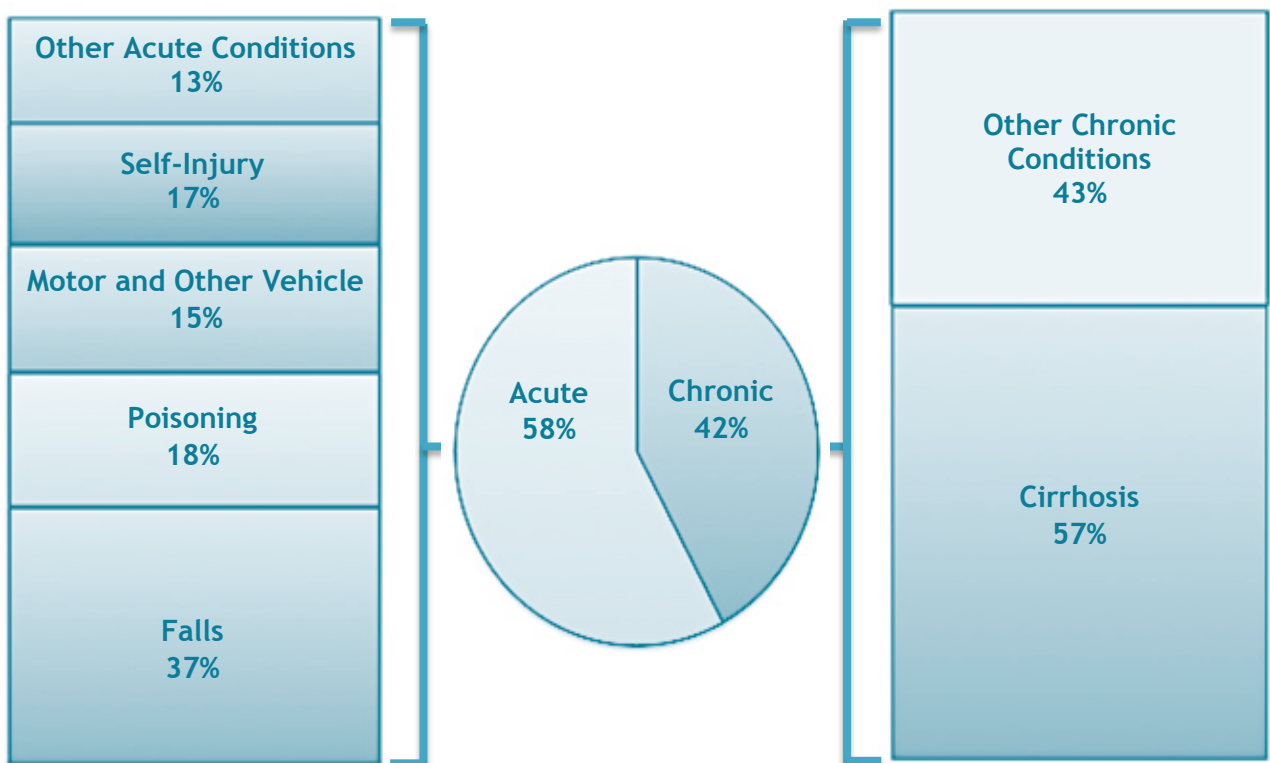 Other Acute Conditions
13%
Self-Injury
17%
Motor and Other Vehicle
15%
Poisoning
18%
Falls
37%
Acute
58%
Chronic
42%
Other Chronic
Conditions
43%
Cirrhosis
57%